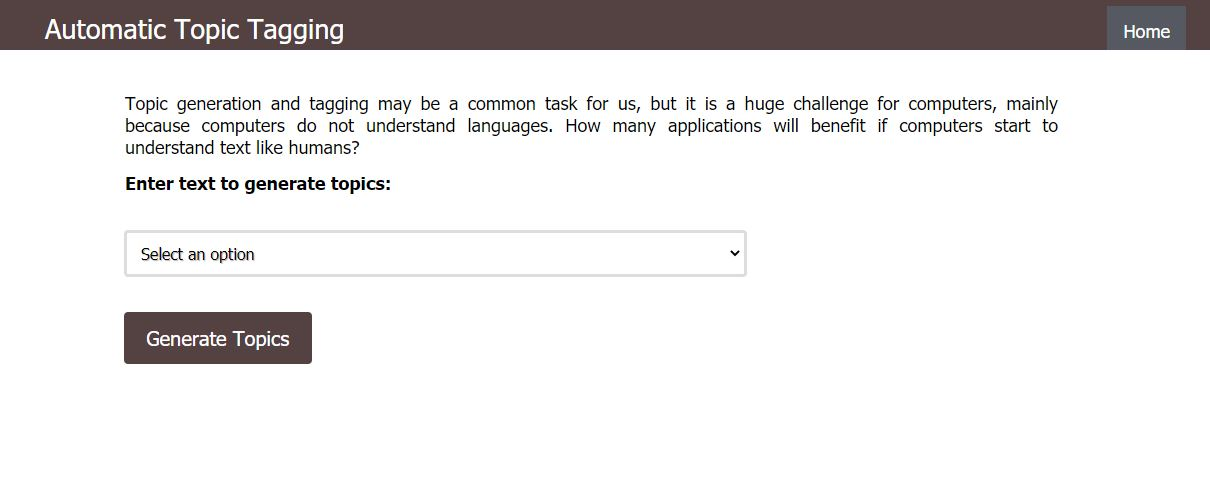 Automatic Topic Tagging
Home
Topic generation and tagging may be a common task for us, but it is a huge challenge for computers, mainly
because computers do not understand languages. How many applications will benefit if computers start to
understand text like humans?
Enter text to generate topics:
Select an option
Generate Topics